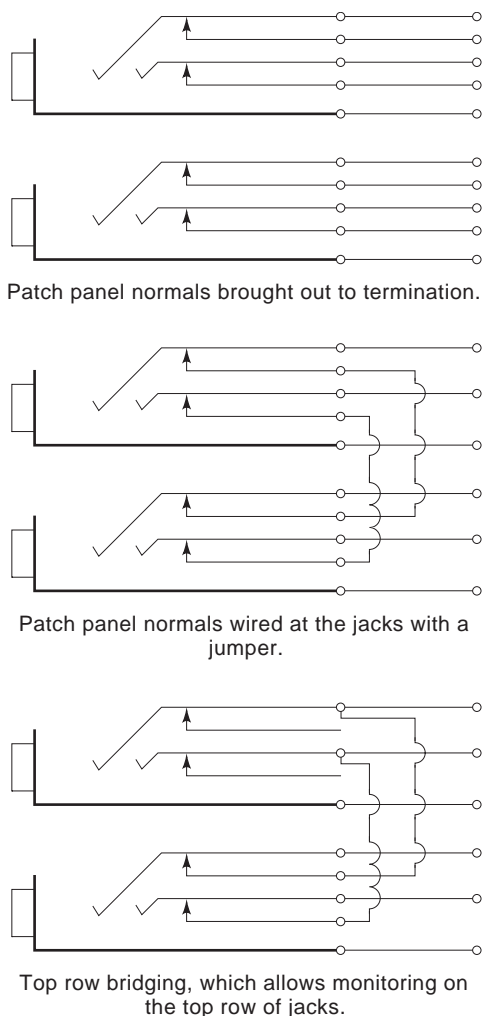 Patch panel normals brought out to termination.
Patch panel normals wired at the jacks with a
jumper.
Top row bridging, which allows monitoring on
the top row of jacks.